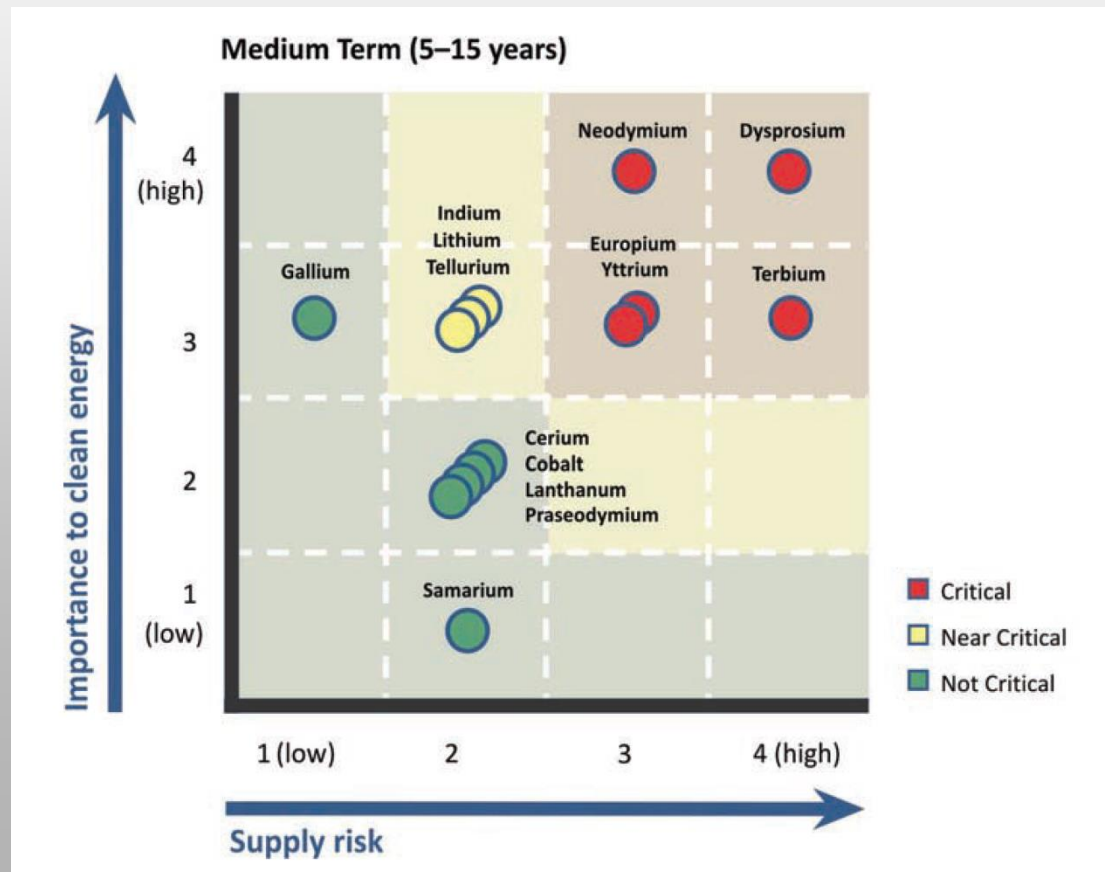 Medium Term (5–15 years)
Importance to clean energy
4
(high)
3
2
1
(low)
Neodymium
Dysprosium
Indium
Lithium
Tellurium
Gallium
Europium
Yttrium
Terbium
Cerium
Cobalt
Lanthanum
Praseodymium
Samarium
Critical
Near Critical
Not Critical
1 (low)
2
3
4 (high)
Supply risk